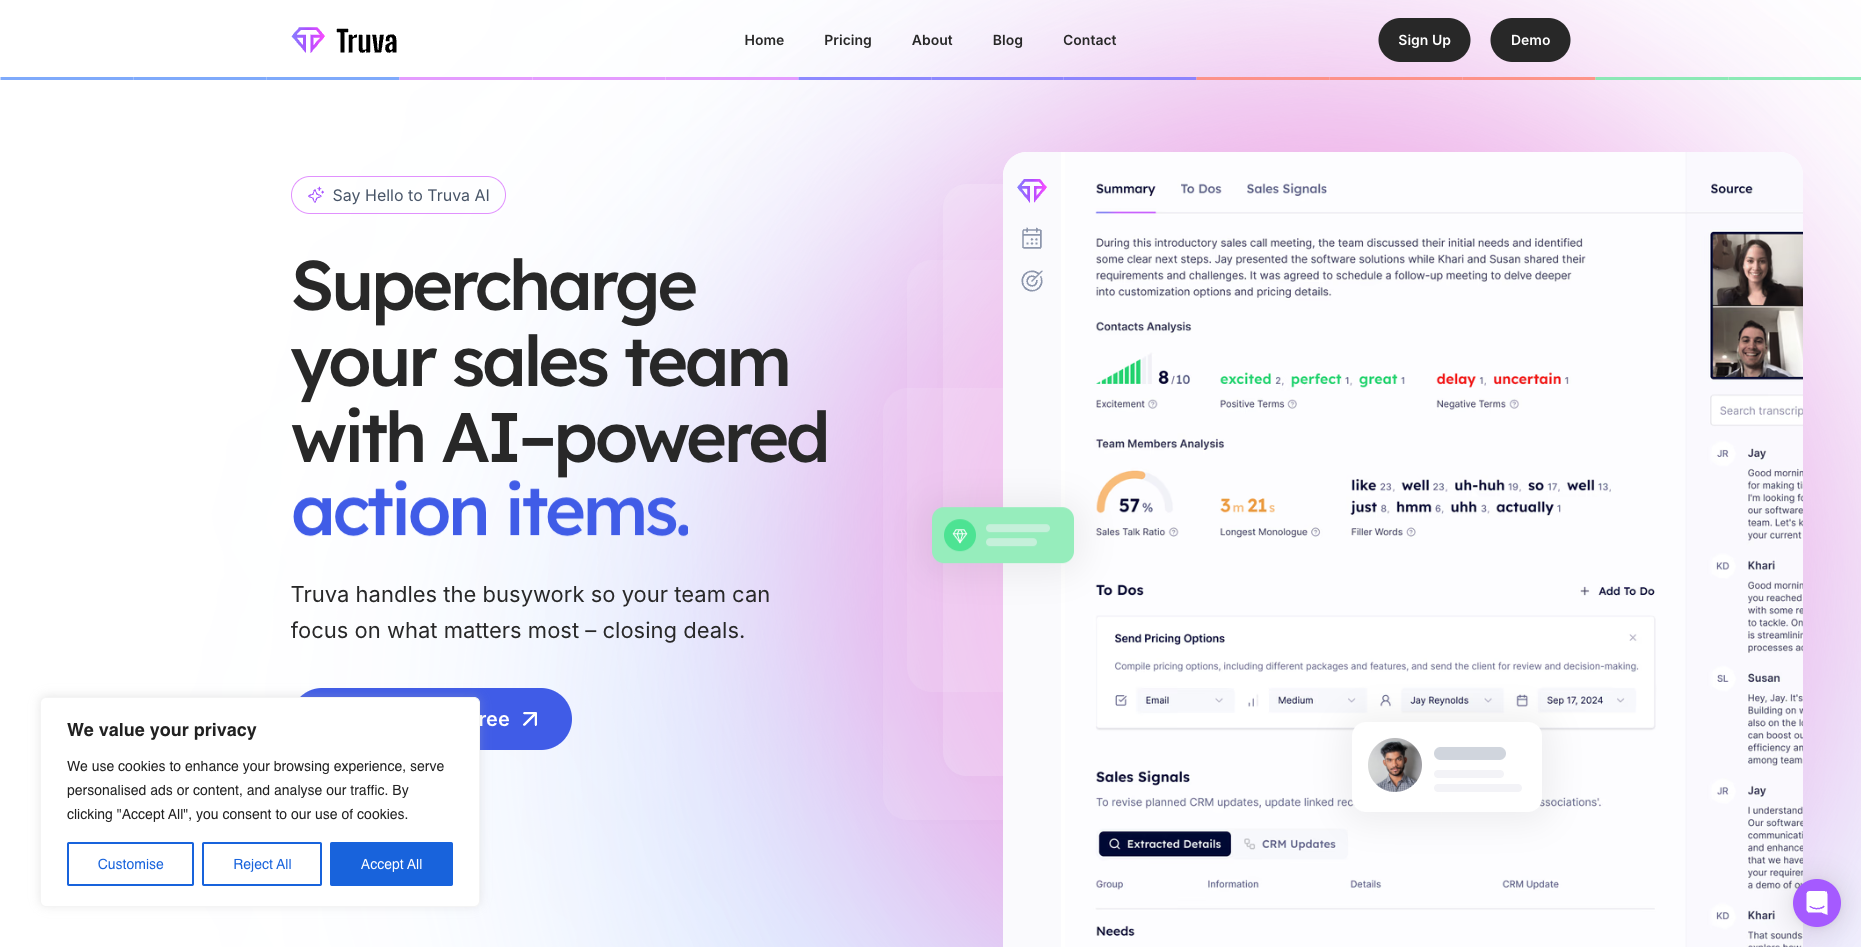 Truva
Home
Pricing
About
Blog
Contact
Sign Up
Demo
Say Hello to Truva AI
Supercharge
your sales team
with AI-powered
action items.
Truva handles the busywork so your team can
focus on what matters most – closing deals.
ree
We value your privacy
We use cookies to enhance your browsing experience, serve
personalised ads or content, and analyse our traffic. By
clicking "Accept All", you consent to our use of cookies.
Customise
Reject All
Accept All
Summary
To Dos
Sales Signals
During this introductory sales call meeting, the team discussed their initial needs and identified
some clear next steps. Jay presented the software solutions while Khari and Susan shared their
requirements and challenges. It was agreed to schedule a follow-up meeting to delve deeper
into customization options and pricing details.
Contacts Analysis
8/10
Excitement
excited 2, perfect 1, great 1
Positive Terms
delay 1, uncertain 1
Negative Terms
Team Members Analysis
57%
Sales Talk Ratio
3m 21s
Longest Monologue
like 23, well 23, uh-huh 19, so 17, well 13,
just 8, hmm 6, uhh 3, actually 1
Filler Words
To Dos
Add To Do
Send Pricing Options
Compile pricing options, including different packages and features, and send the client for review and decision-making.
Email
Medium
Jay Reynolds
Sep 17, 2024
Sales Signals
To revise planned CRM updates, update linked rec
ssociations'.
Extracted Details
CRM Updates
Group
Information
Details
CRM Update
Needs
Source
Search transcrip
JR
Jay
Good mornin
for making ti
I'm looking fo
our software
team. Let's k
your current
KD
Khari
Good mornin
you reached
with some re
to tackle. On
is streamlinin
processes ac
SL
Susan
Hey, Jay. It's
Building on w
also on the lo
can boost ou
efficiency an
among team
JR
Jay
I understand
Our software
communicati
and enhance
that we have
your requirer
a demo of o
KD
Khari
That sounds